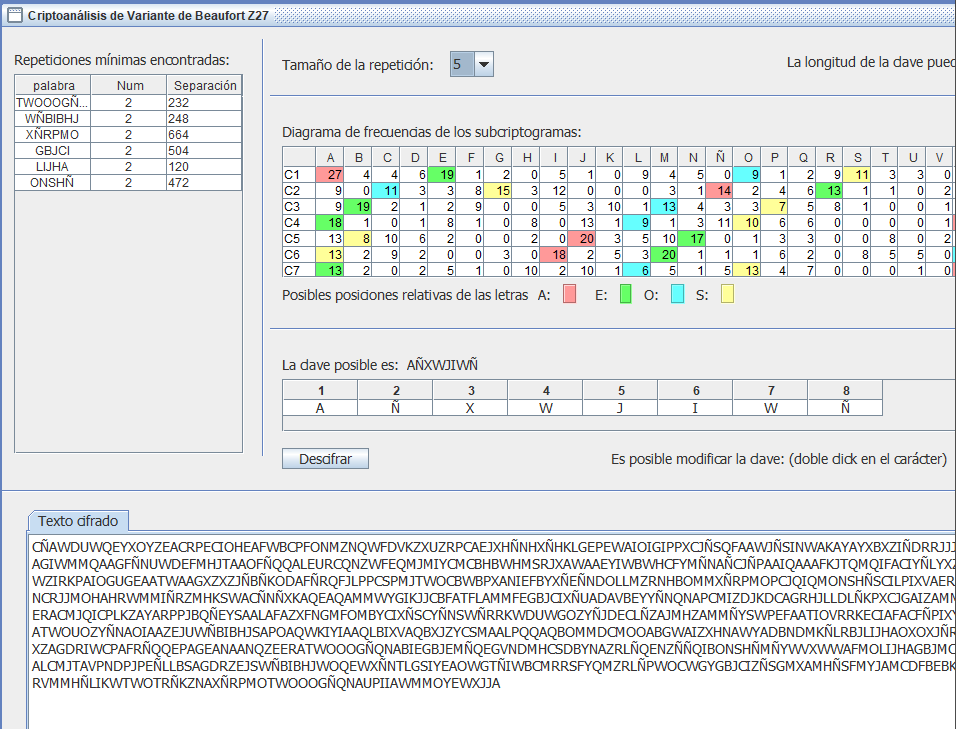 Criptoanálisis de Variante de Beaufort Z27
Repeticiones mínimas encontradas:
palabra Num Separación
TWOOOGÑ... 2 232
WÑBIBHJ 2 248
XÑRPMO 2 664
GBJCI 2 504
LIJHA 2 120
ONSHÑ 2 472
Tamaño de la repetición: 5
La longitud de la clave pued
Diagrama de frecuencias de los subcriptogramas:
A B C D E F G H I J K L M N Ñ O P Q R S T U V
C1 27 4 4 6 19 1 2 0 5 1 0 9 4 5 0 9 1 2 9 11 3 3 0
C2 9 0 11 3 3 8 15 3 12 0 0 0 3 1 14 2 4 6 13 1 1 0 2
C3 9 19 2 1 2 9 0 0 5 3 10 1 13 4 3 3 7 5 8 1 0 0 1
C4 18 1 0 1 8 1 0 8 0 13 1 9 1 3 11 10 6 6 0 0 0 0 1
C5 13 8 10 6 2 0 0 2 0 20 3 5 10 17 0 1 3 3 0 0 8 0 2
C6 13 2 9 2 0 0 3 0 18 2 5 3 20 1 1 1 6 2 0 8 5 5 0
C7 13 2 0 2 5 1 0 10 2 10 1 6 5 1 5 13 4 7 0 0 0 1 0
Posibles posiciones relativas de las letras A: E: O: S:
La clave posible es: AÑXWJIWÑ
1 2 3 4 5 6 7 8
A Ñ X W J I W Ñ
Descifrar
Es posible modificar la clave: (doble click en el carácter)
Texto cifrado
CÑAWDUWQEYXOYZEACRPECIOHEAFWBCPFONMZNQWFDVKZXUZRPCAEJXHÑNHXÑHKLGEPEWAIOIGIPPXCJÑSQFAAWJÑSINWAKAYAYXBXZIÑDRRJJJ
AGIWMMQAAGFÑNUWDEFMHJTAAOFÑQQALEURCQNZWFEQMJMIYCMCBHBWHMSRJXAWAAEYIWBWHCFYMÑNAÑCJÑPAAIQAAAFKJTQMQIFACIYÑLYZ
WZIRKPAIOGUGEAATWAAGXZXZJÑBÑKODAFÑRQFJLPPCSPMJTWOCBWBPXANIEFBYXÑEÑNDOLLMZRNHBOMMXÑRPMOPCJQIQMONSHÑSCILPIXVAER
NCRJJMOHAHRWMMIÑRZMHKSWACÑNÑXKAQEAQAMMWYGIKJJCBFATFLAMMFEGBJCIXÑUADAVBEYYÑNQNAPCMIZDJKDCAGRHJLLDLÑKPXCJGAIZAMM
ERACMJQICPLKZAYARPPJBQÑEYSAALAFAZXFNGMFOMBYCIXÑSCYÑNSWÑRRKWDUWGOZYÑJDECLÑZAJMHZAMMÑYSWPEFAATIOVRRKECIAFACFÑPIXY
ATWOUOZYÑNAOIAAZEJUWÑBIBHJSAPOAQWKIYIAAQLBIXVAQBXJZYCSMAALPQQAQBOMMDCMOOABGWAIZXHNAWYADBNDMKÑLRBJLIJHAOXOXJÑR
XZAGDRIWCPAFRÑQQEPAGEANAANQZEERATWOOOGÑQNABIEGBJEMÑQEGVNDMHCSDBYNAZRLÑQENZÑÑQIBONSHÑMÑYWVXWWAFMOLIJHAGBJMC
ALCMJTAVPNDPJPEÑLLBSAGDRZEJSWÑBIBHJWOQEWXÑNTLGSIYEAOWGTÑIWBCMRRSFYQMZRLÑPWOCWGYGBJCIZÑSGMXAMHÑSFMYJAMCDFBEBK
RVMMHÑLIKWTWOTRÑKZNAXÑRPMOTWOOOGÑQNAUPIIAWMMOYEWXJJA